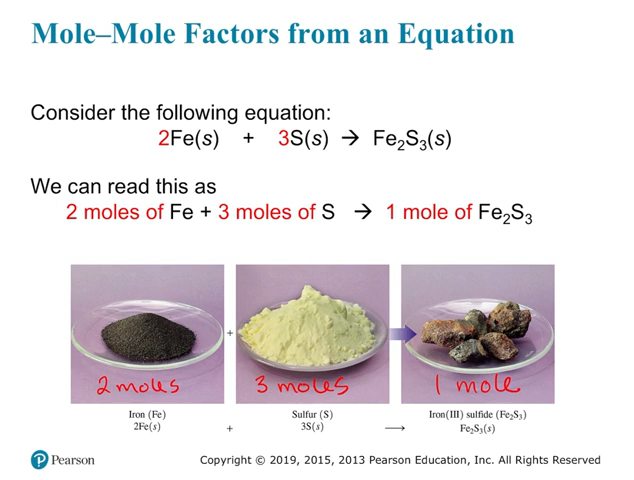 Mole–Mole Factors from an Equation
Consider the following equation:
2Fe(s) + 3S(s) → Fe₂S₃(s)
We can read this as
2 moles of Fe + 3 moles of S → 1 mole of Fe₂S₃
2 moles + 3 moles 1 mole
Iron (Fe) Sulfur (S) Iron(III) sulfide (Fe₂S₃)
2Fe(s) + 3S(s) ⟶ Fe₂S₃(s)
Pearson Copyright © 2019, 2015, 2013 Pearson Education, Inc. All Rights Reserved